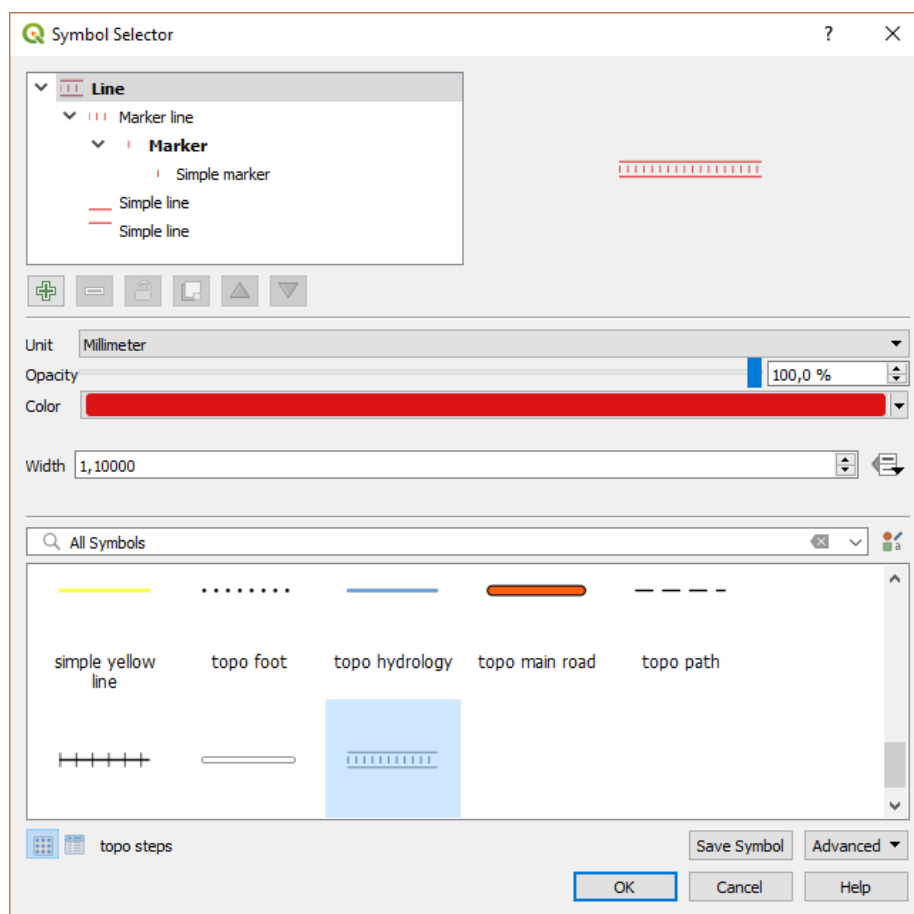 Symbol Selector
?
Line
Marker line
Marker
Simple marker
Simple line
Simple line
Unit
Millimeter
Opacity
100,0 %
Color
Width
1,10000
All Symbols
a
simple yellow
line
topo foot
topo hydrology
topo main road
topo path
topo steps
Save Symbol
Advanced
OK
Cancel
Help